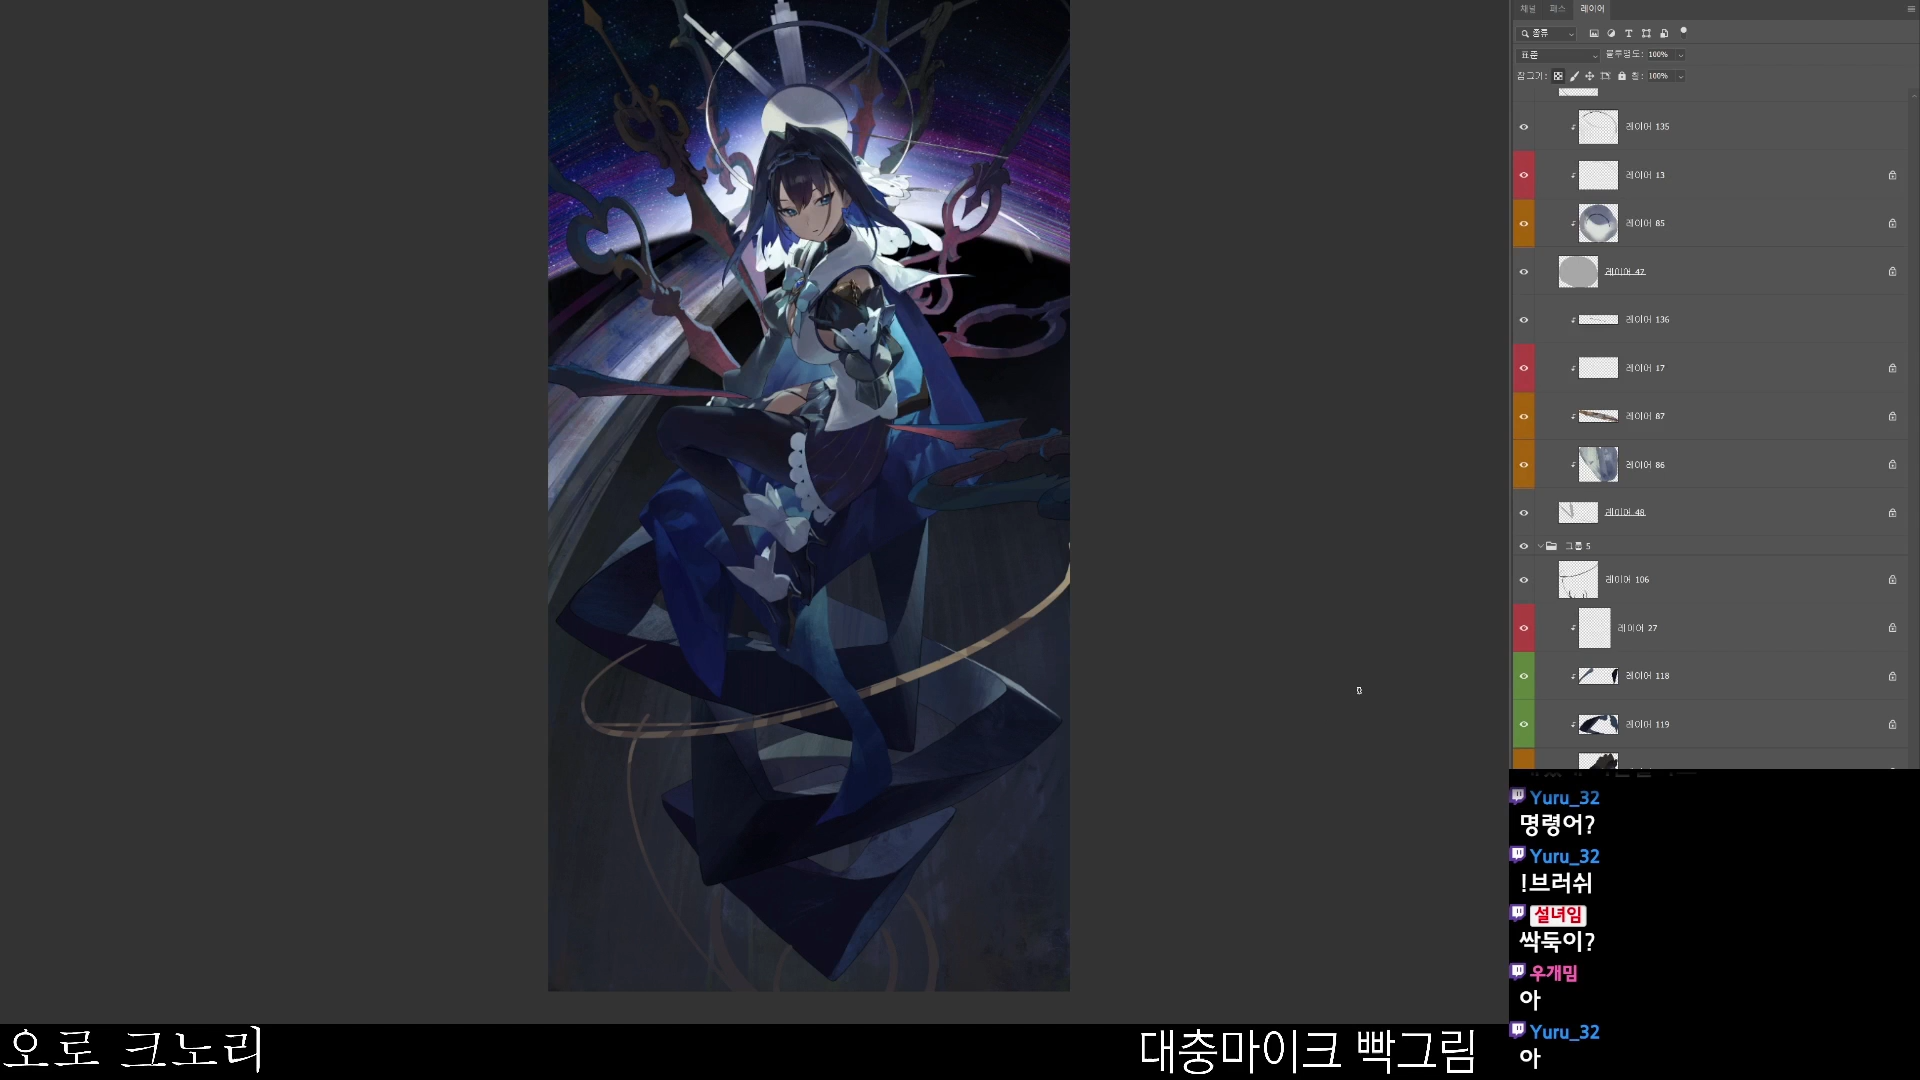 채널 패스 레이어
종류
표준 불투명도: 100%
잠그기: 칠: 100%
레이어 135
레이어 13
레이어 85
레이어 47
레이어 136
레이어 17
레이어 87
레이어 86
레이어 48
그룹 5
레이어 106
레이어 27
레이어 118
레이어 119
Yuru_32
명령어?
Yuru_32
!브러쉬
설녀임
싹둑이?
우개밈
아
Yuru_32
아
오로 크노리
대충마이크 빡그림